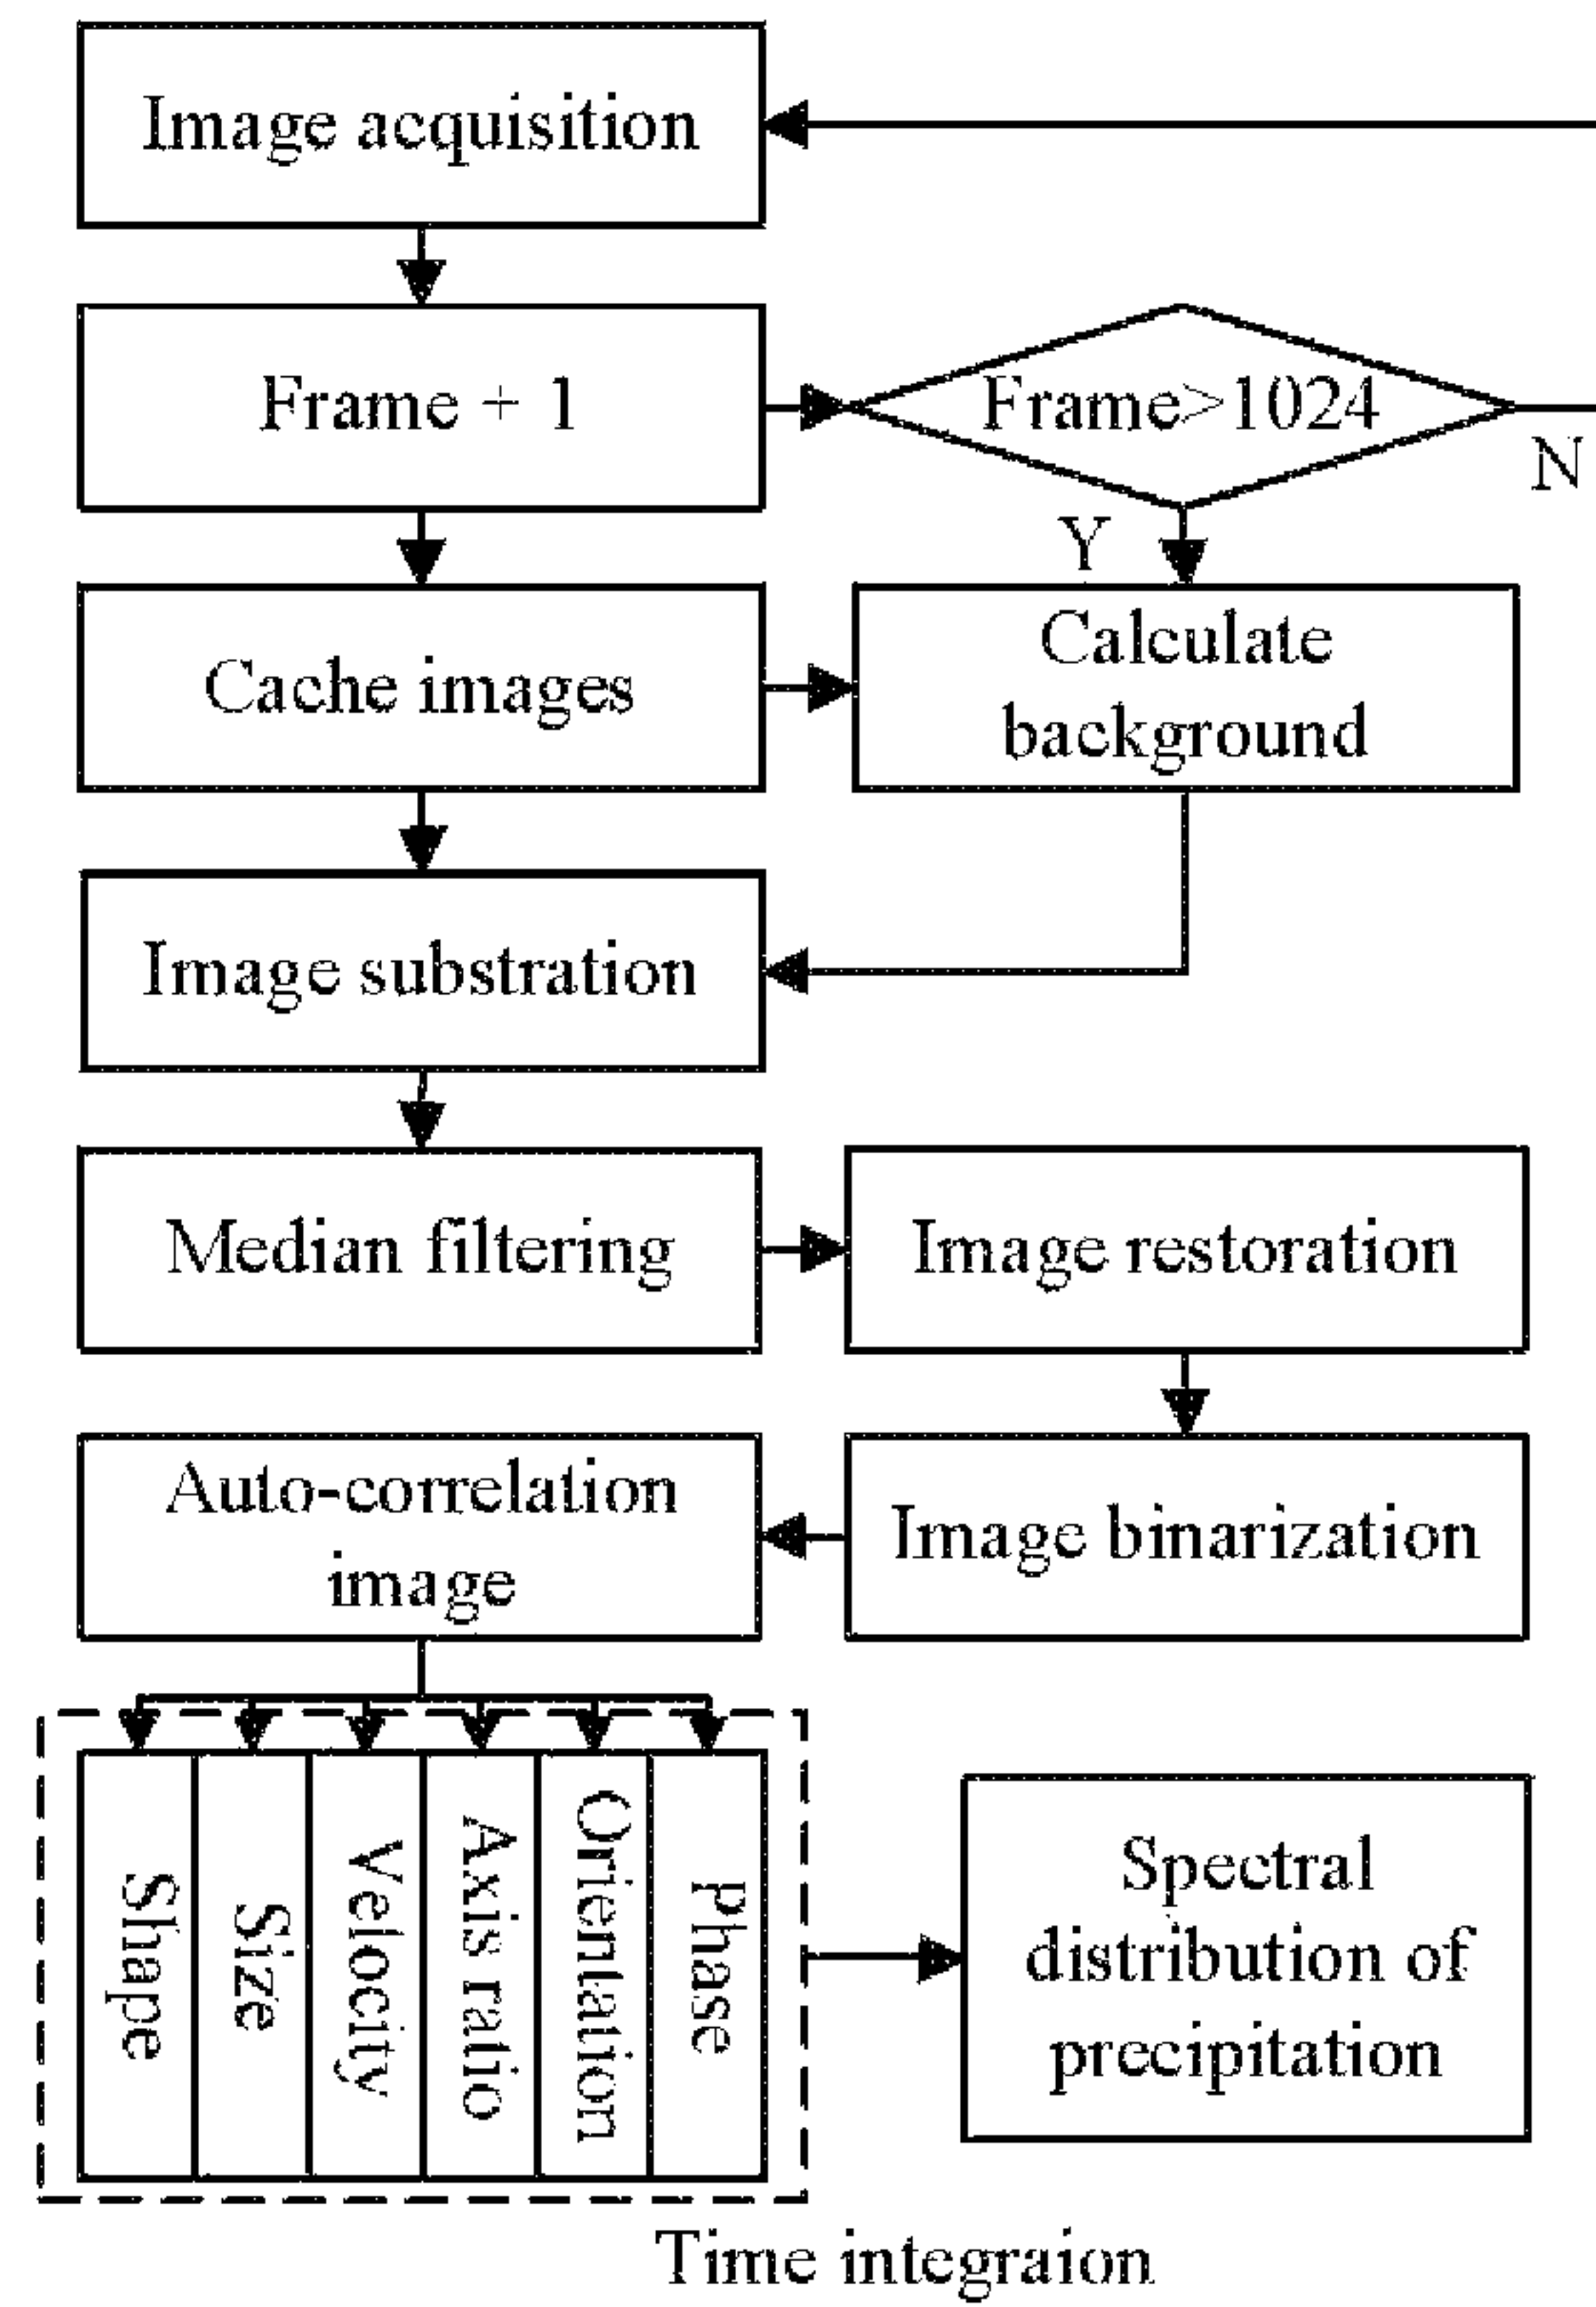 Image acquisition
Frame + 1
Frame>1024
N
Y
Cache images
Calculate
background
Image substration
Median filtering
Image restoration
Auto-correlation
image
Image binarization
Shape
Size
Velocity
Axis ratio
Orientation
Phase
Spectral
distribution of
precipitation
Time integraion